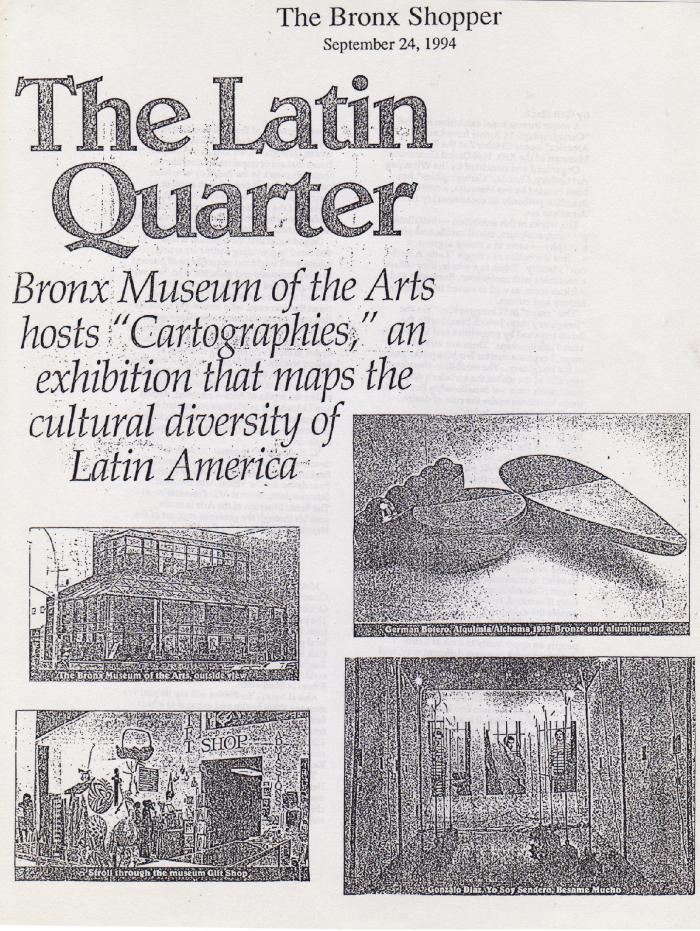 The Bronx Shopper
September 24, 1994
The Latin
Quarter
Bronx Museum of the Arts
hosts “Cartographies,” an
exhibition that maps the
cultural diversity of
Latin America
German Botero, Alquimia/Alchema 1992, Bronze and aluminum
The Bronx Museum of the Arts, outside view
GIFT SHOP
Stroll through the museum Gift Shop
Gonzalo Diaz, Yo Soy Sendero, Besame Mucho